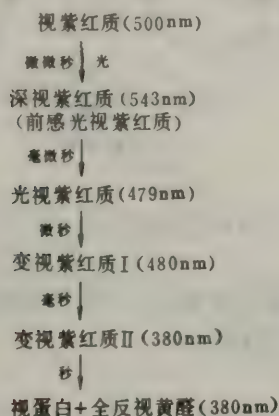 视紫红质(500nm)
微微秒 光
深视紫红质(543nm)
(前感光视紫红质)
毫微秒
光视紫红质(479nm)
微秒
变视紫红质Ⅰ(480nm)
毫秒
变视紫红质Ⅱ(380nm)
秒
视蛋白+全反视黄醛(380nm)